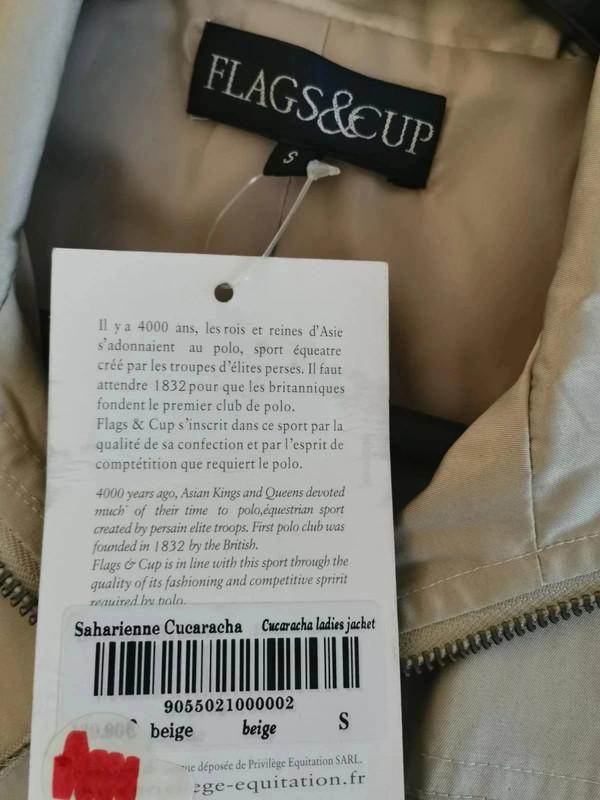 FLAGS&CUP
S
Il y a 4000 ans, les rois et reines d'Asie
s'adonnaient au polo, sport équeatre
créé par les troupes d'élites perses. Il faut
attendre 1832 pour que les britanniques
fondent le premier club de polo.
Flags & Cup s'inscrit dans ce sport par la
qualité de sa confection et par l'esprit de
comptétition que requiert le polo.
4000 years ago, Asian Kings and Queens devoted
much of their time to polo,équestrian sport
created by persain elite troops. First polo club was
founded in 1832 by the British.
Flags & Cup is in line with this sport through the
quality of its fashioning and competitive spririt
required by polo.
Saharienne Cucaracha Cucaracha ladies jacket
9055021000002
beige beige S
déposée de Privilège Equitation SARL.
ege-equitation.fr